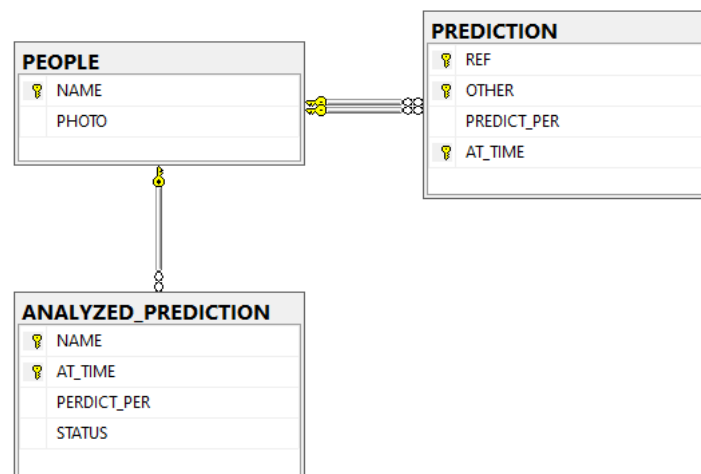 PEOPLE
NAME
PHOTO
PREDICTION
REF
OTHER
PREDICT_PER
AT_TIME
ANALYZED_PREDICTION
NAME
AT_TIME
PERDICT_PER
STATUS